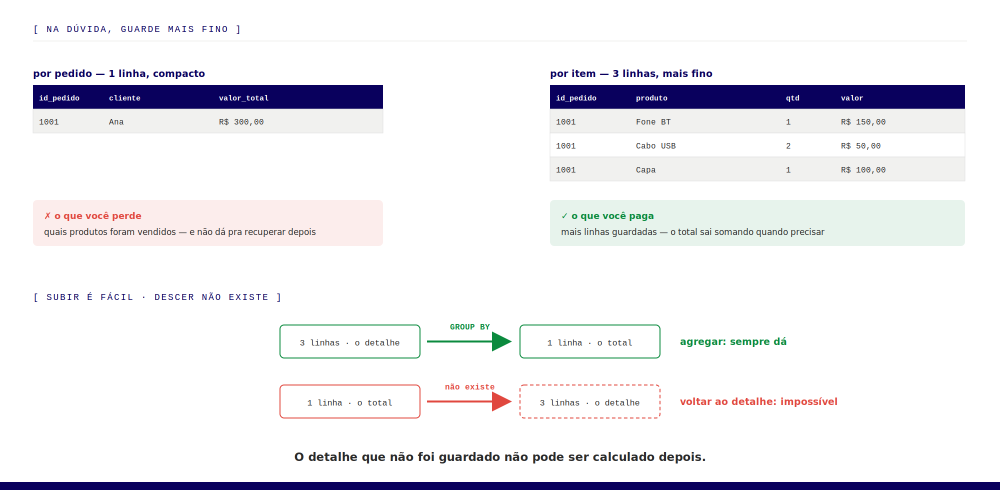 [ NA DÚVIDA, GUARDE MAIS FINO ]
por pedido — 1 linha, compacto
id_pedido cliente valor_total
1001 Ana R$ 300,00
✗ o que você perde
quais produtos foram vendidos — e não dá pra recuperar depois
por item — 3 linhas, mais fino
id_pedido produto qtd valor
1001 Fone BT 1 R$ 150,00
1001 Cabo USB 2 R$ 50,00
1001 Capa 1 R$ 100,00
✓ o que você paga
mais linhas guardadas — o total sai somando quando precisar
[ SUBIR É FÁCIL · DESCER NÃO EXISTE ]
3 linhas · o detalhe
GROUP BY
1 linha · o total
agregar: sempre dá
1 linha · o total
não existe
3 linhas · o detalhe
voltar ao detalhe: impossível
O detalhe que não foi guardado não pode ser calculado depois.